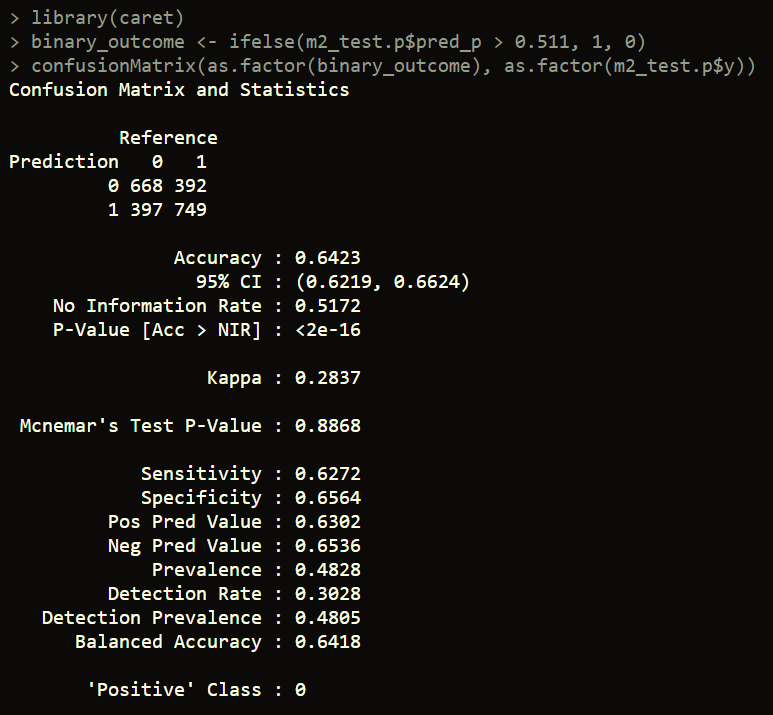 > library(caret)
> binary_outcome <- ifelse(m2_test.p$pred_p > 0.511, 1, 0)
> confusionMatrix(as.factor(binary_outcome), as.factor(m2_test.p$y))
Confusion Matrix and Statistics
Reference
Prediction 0 1
0 668 392
1 397 749
Accuracy : 0.6423
95% CI : (0.6219, 0.6624)
No Information Rate : 0.5172
P-Value [Acc > NIR] : <2e-16
Kappa : 0.2837
Mcnemar's Test P-Value : 0.8868
Sensitivity : 0.6272
Specificity : 0.6564
Pos Pred Value : 0.6302
Neg Pred Value : 0.6536
Prevalence : 0.4828
Detection Rate : 0.3028
Detection Prevalence : 0.4805
Balanced Accuracy : 0.6418
'Positive' Class : 0